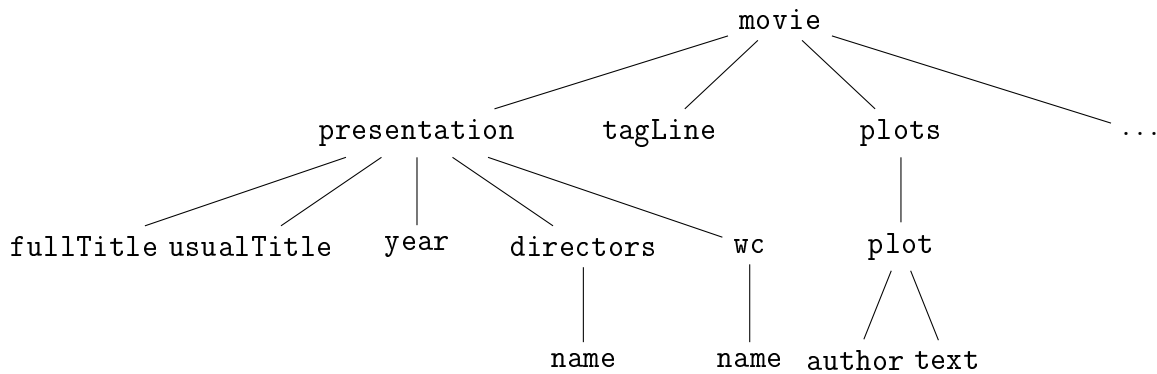 movie
presentation tagLine plots ...
fullTitle usualTitle year directors wc plot
name name author text